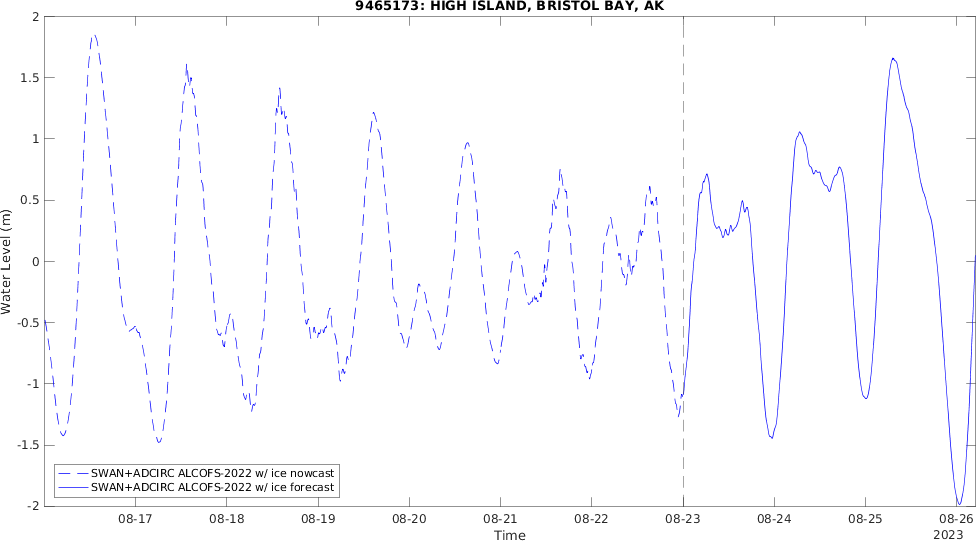 9465173: HIGH ISLAND, BRISTOL BAY, AK
2
1.5
1
0.5
0
-0.5
-1
-1.5
-2
Water Level (m)
SWAN+ADCIRC ALCOFS-2022 w/ ice nowcast
SWAN+ADCIRC ALCOFS-2022 w/ ice forecast
08-17 08-18 08-19 08-20 08-21 08-22 08-23 08-24 08-25 08-26
2023
Time